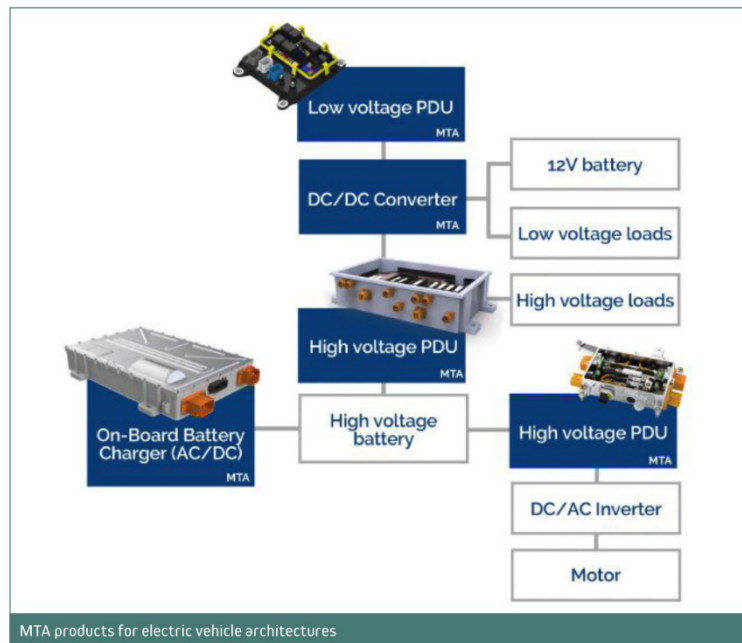 Low voltage PDU
MTA
DC/DC Converter
MTA
12V battery
Low voltage loads
High voltage loads
High voltage PDU
MTA
On-Board Battery
Charger (AC/DC)
MTA
High voltage
battery
High voltage PDU
MTA
DC/AC Inverter
Motor
MTA products for electric vehicle architectures